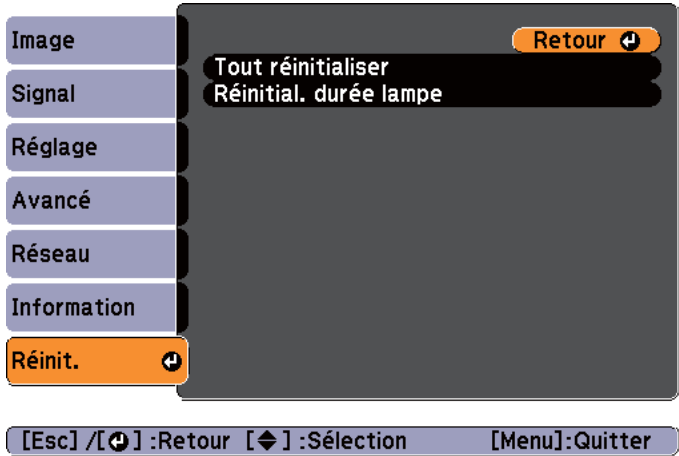 Image
Signal
Réglage
Avancé
Réseau
Information
Réinit.
Retour
Tout réinitialiser
Réinitial. durée lampe
[Esc] /[⏎] :Retour [◆] :Sélection [Menu]:Quitter